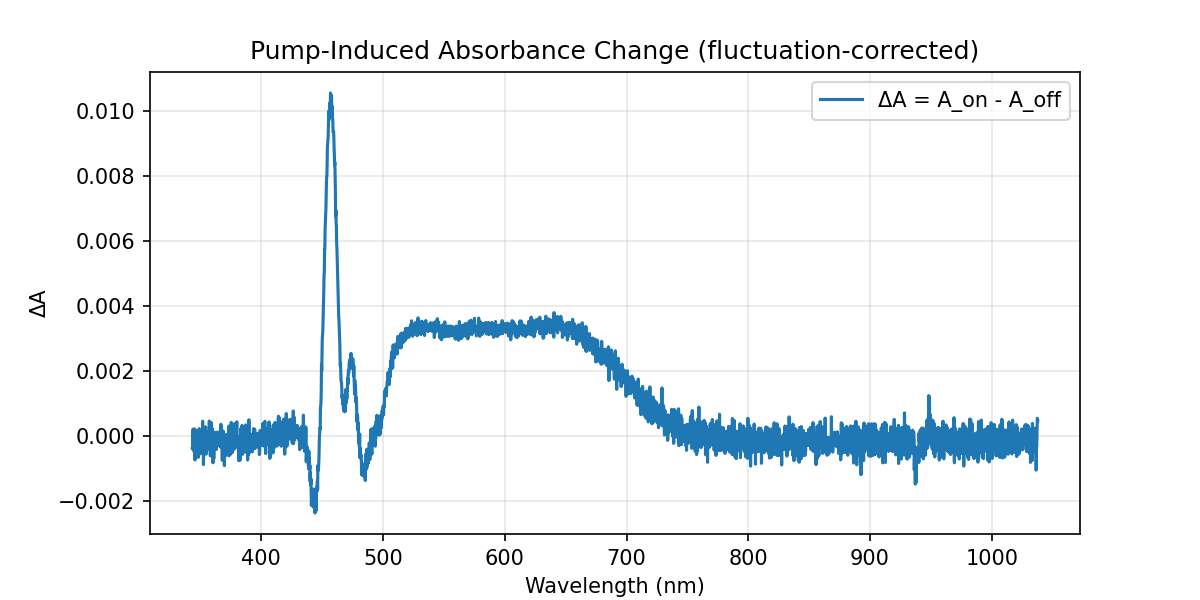 Pump-Induced Absorbance Change (fluctuation-corrected)
ΔA = A_on - A_off
ΔA
0.010
0.008
0.006
0.004
0.002
0.000
−0.002
400 500 600 700 800 900 1000
Wavelength (nm)